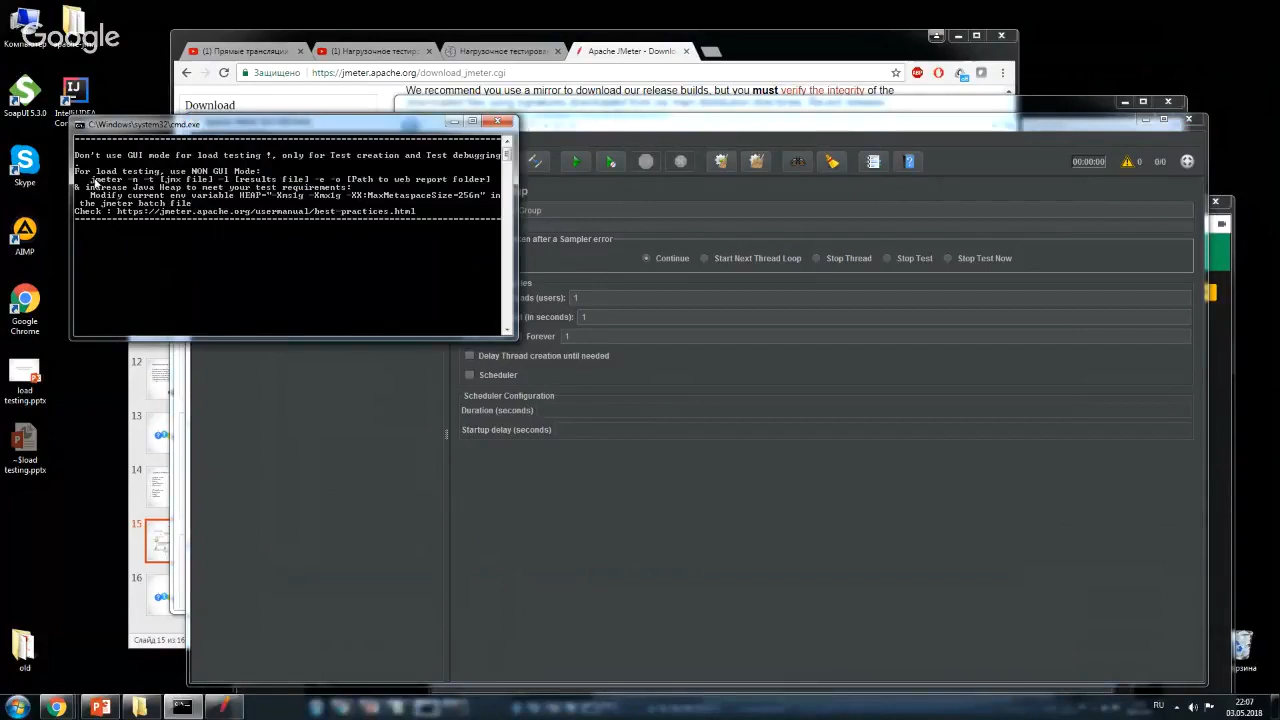 Google
Компьютер
SoapUI 5.3.0
Skype
AIMP
Google
Chrome
load
testing.pptx
~$load
testing.pptx
old
(1) Прямые трансляции
(1) Нагрузочное тестир
Нагрузочное тестирован
Apache JMeter - Downlo
Защищено
https://jmeter.apache.org/download_jmeter.cgi
Download
We recommend you use a mirror to download our release builds, but you must verify the integrity of the
C:\Windows\system32\cmd.exe
Don't use GUI mode for load testing !, only for Test creation and Test debugging
.
For load testing, use NON GUI Mode:
jmeter -n -t [jmx file] -l [results file] -e -o [Path to web report folder]
& increase Java Heap to meet your test requirements:
Modify current env variable HEAP="-Xms1g -Xmx1g -XX:MaxMetaspaceSize=256m" in
the jmeter batch file
Check : https://jmeter.apache.org/usermanual/best-practices.html
00:00:00
0
0/0
Group
en after a Sampler error
Continue
Start Next Thread Loop
Stop Thread
Stop Test
Stop Test Now
ads (users):
1
(in seconds):
1
Forever
1
Delay Thread creation until needed
Scheduler
Scheduler Configuration
Duration (seconds)
Startup delay (seconds)
12
13
14
15
16
Слайд 15 из 16
орзина
RU
22:07
03.05.2018